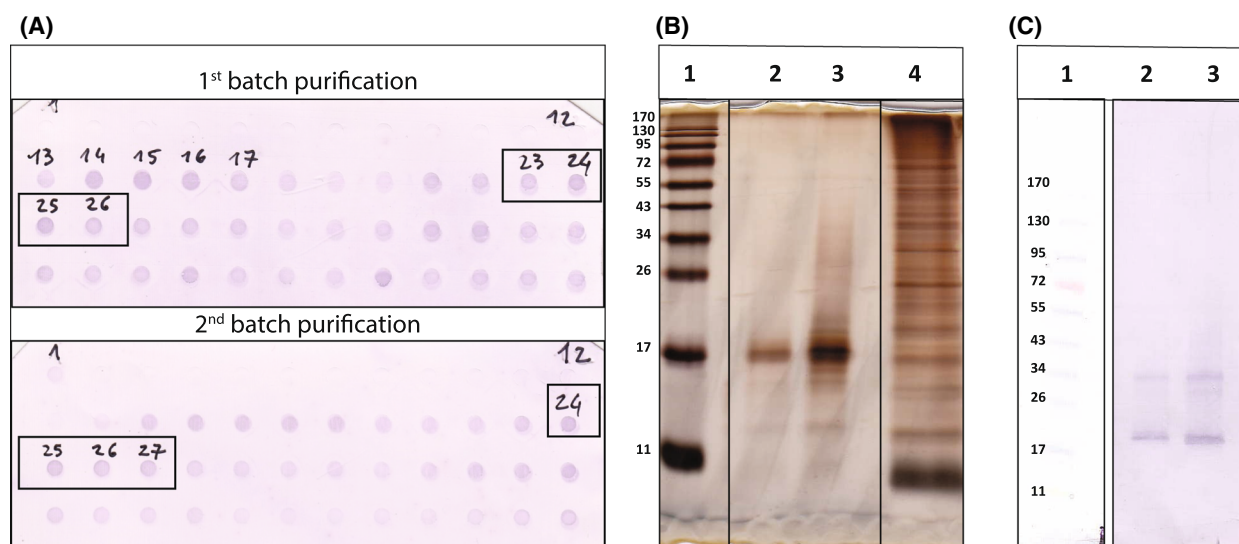 (A)
1st batch purification
1 12
13 14 15 16 17 23 24
25 26
2nd batch purification
1 12
24
25 26 27
(B)
1 2 3 4
170
130
95
72
55
43
34
26
17
11
(C)
1 2 3
170
130
95
72
55
43
34
26
17
11